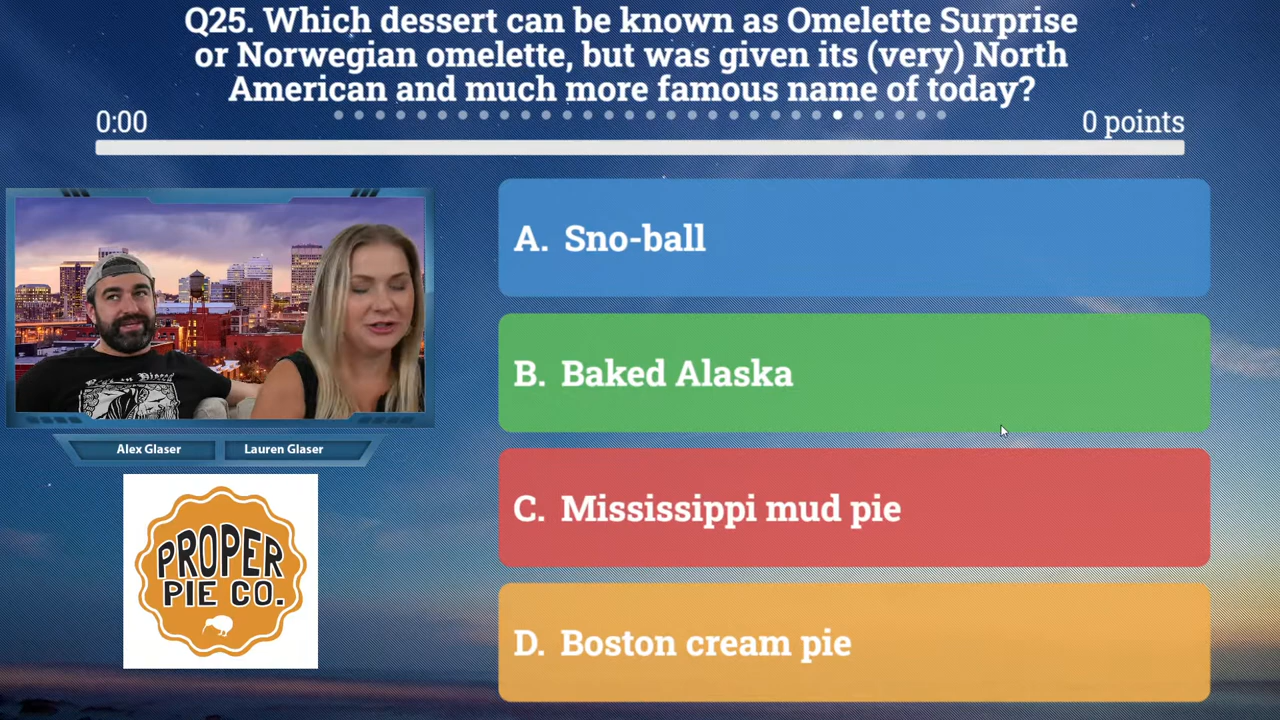 Q25. Which dessert can be known as Omelette Surprise
or Norwegian omelette, but was given its (very) North
American and much more famous name of today?
0:00
0 points
A. Sno-ball
B. Baked Alaska
C. Mississippi mud pie
D. Boston cream pie
Alex Glaser
Lauren Glaser
PROPER
PIE CO.